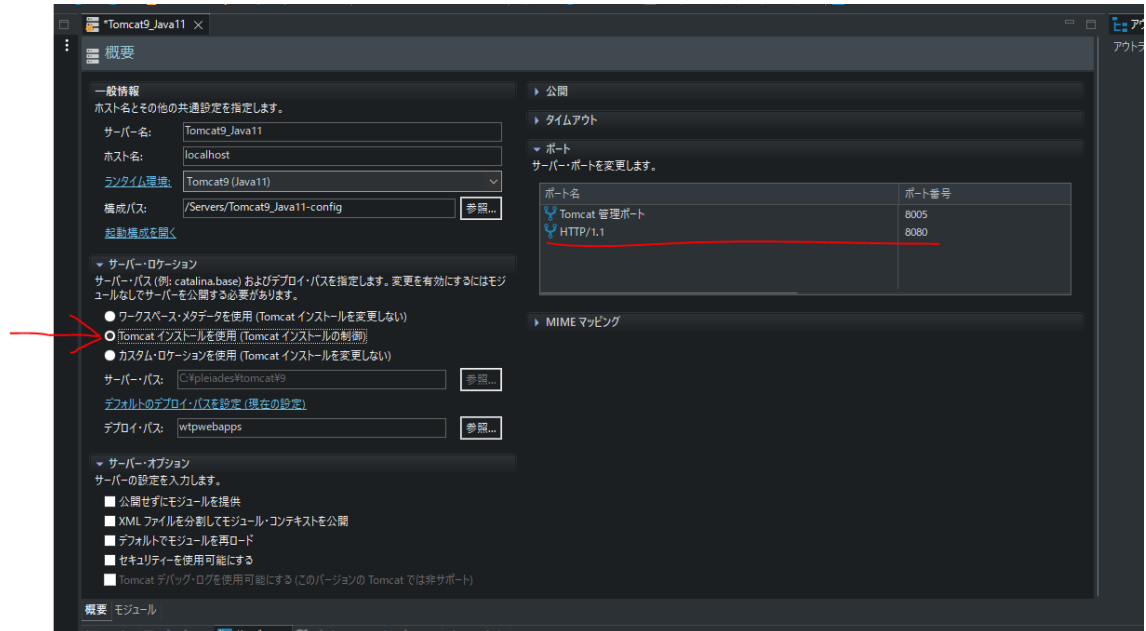 *Tomcat9_Java11
概要
アウトラ
一般情報
ホスト名とその他の共通設定を指定します。
サーバー名: Tomcat9_Java11
ホスト名: localhost
ランタイム環境: Tomcat9 (Java11)
構成パス: /Servers/Tomcat9_Java11-config 参照...
起動構成を開く
サーバー・ロケーション
サーバー・パス (例: catalina.base) およびデプロイ・パスを指定します。変更を有効にするにはモジ
ュールなしでサーバーを公開する必要があります。
ワークスペース・メタデータを使用 (Tomcat インストールを変更しない)
Tomcat インストールを使用 (Tomcat インストールの制御)
カスタム・ロケーションを使用 (Tomcat インストールを変更しない)
サーバー・パス: C:¥pleiades¥tomcat¥9 参照...
デフォルトのデプロイ・パスを設定 (現在の設定)
デプロイ・パス: wtpwebapps 参照...
サーバー・オプション
サーバーの設定を入力します。
公開せずにモジュールを提供
XML ファイルを分割してモジュール・コンテキストを公開
デフォルトでモジュールを再ロード
セキュリティーを使用可能にする
Tomcat デバッグ・ログを使用可能にする (このバージョンの Tomcat では非サポート)
公開
タイムアウト
ポート
サーバー・ポートを変更します。
ポート名 ポート番号
Tomcat 管理ポート 8005
HTTP/1.1 8080
MIME マッピング
概要 モジュール